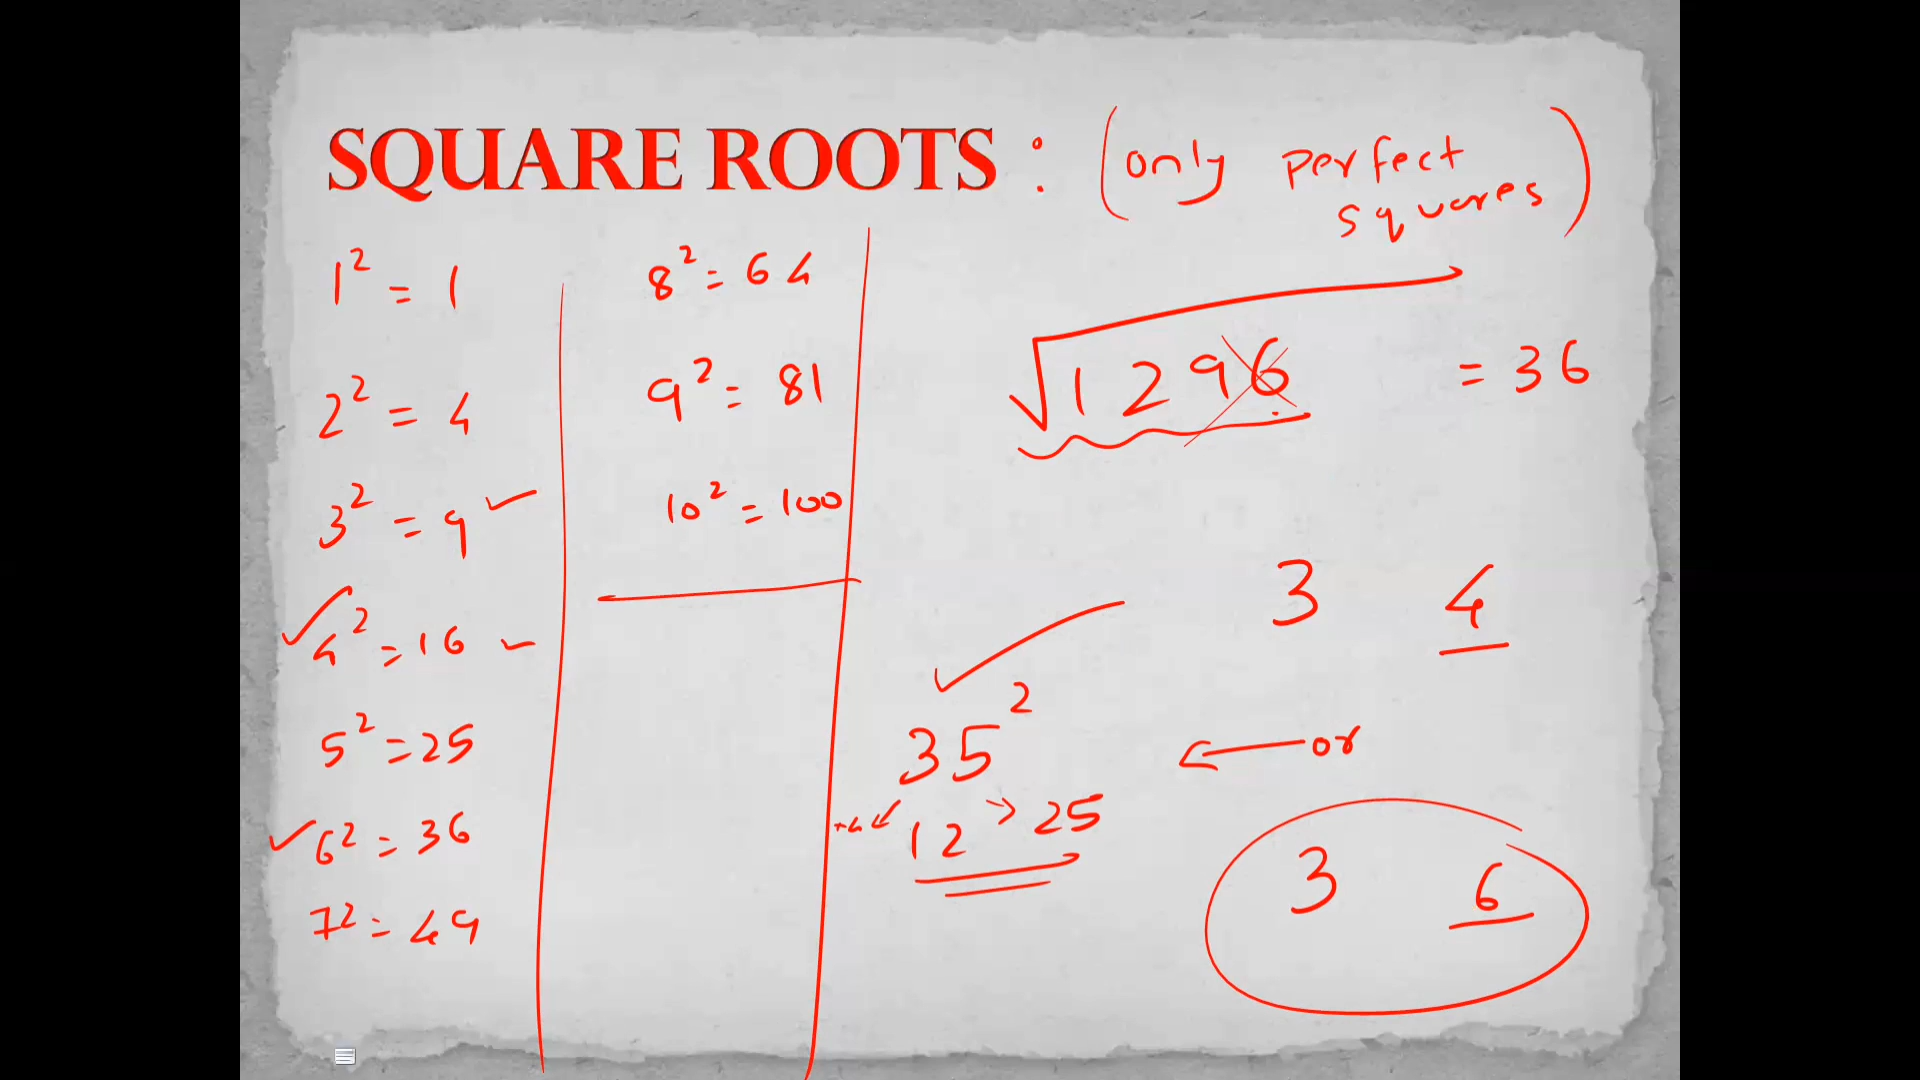 SQUARE ROOTS : (only perfect
squares)
1² = 1
2² = 4
3² = 9
4² = 16
5² = 25
6² = 36
7² = 49
8² = 64
9² = 81
10² = 100
√1296 = 36
3 4
or
3 6
35²
12 25